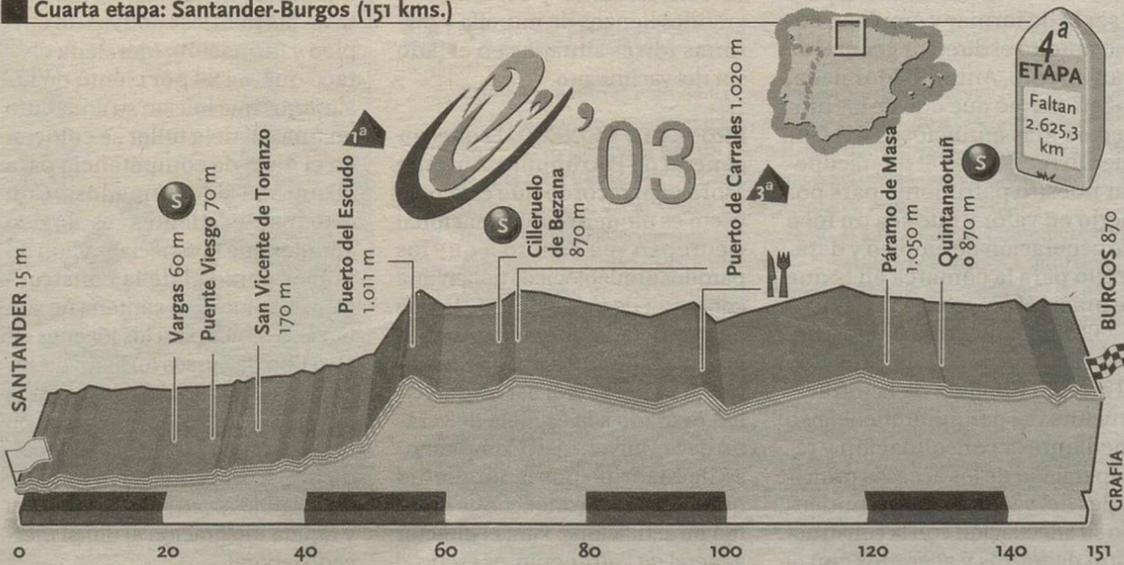 Cuarta etapa: Santander-Burgos (151 kms.)
SANTANDER 15 m
S
Vargas 60 m
Puente Viesgo 70 m
San Vicente de Toranzo
170 m
1ª
Puerto del Escudo
1.011 m
'03
S
Cilleruelo
de Bezana
870 m
3ª
Puerto de Carrales 1.020 m
Páramo de Masa
1.050 m
S
Quintanaortuñ
o 870 m
4ª
ETAPA
Faltan
2.625,3
km
BURGOS 870
GRAFÍA
0 20 40 60 80 100 120 140 151